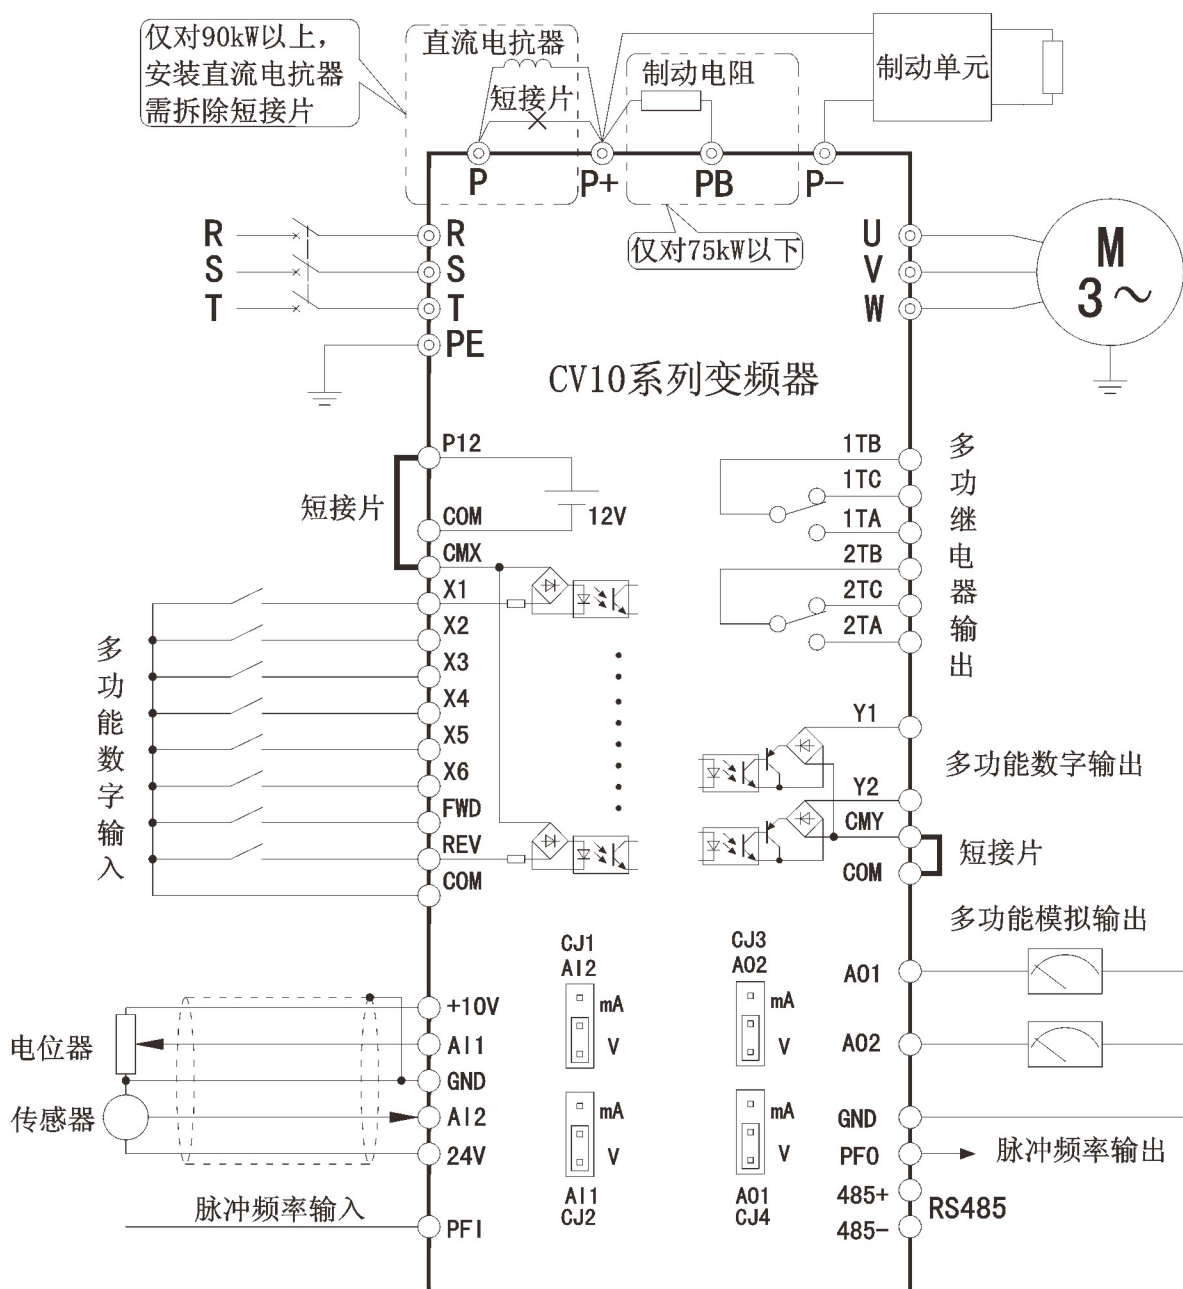 仅对90kW以上，
安装直流电抗器
需拆除短接片
直流电抗器
短接片
制动电阻
制动单元
P
P+
PB
P-
仅对75kW以下
R
S
T
R
S
T
PE
U
V
W
M
3～
CV10系列变频器
P12
短接片
COM
12V
CMX
X1
X2
X3
X4
X5
X6
FWD
REV
COM
多功能数字输入
1TB
1TC
1TA
2TB
2TC
2TA
多功继电器输出
Y1
多功能数字输出
Y2
CMY
短接片
COM
多功能模拟输出
CJ1
AI2
mA
V
CJ3
AO2
mA
V
mA
V
AI1
CJ2
mA
V
AO1
CJ4
+10V
电位器
AI1
GND
传感器
AI2
24V
脉冲频率输入
PFI
AO1
AO2
GND
PFO
脉冲频率输出
485+
RS485
485-